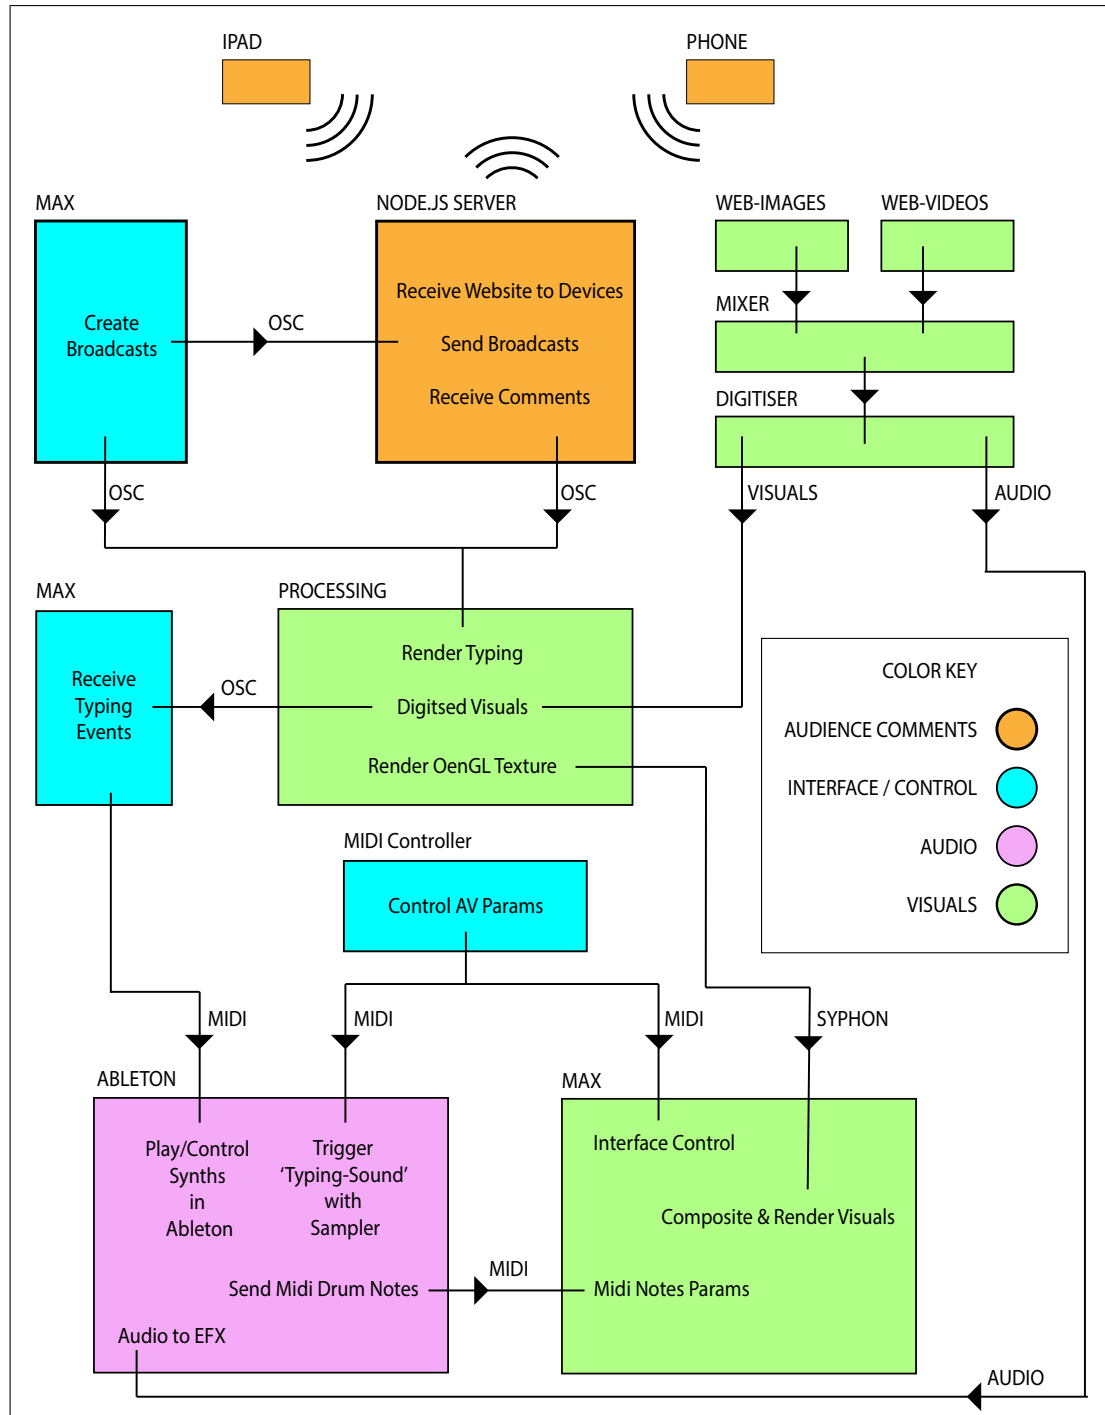 IPAD
PHONE
MAX
NODE.JS SERVER
WEB-IMAGES
WEB-VIDEOS
Create
Broadcasts
OSC
Receive Website to Devices
Send Broadcasts
Receive Comments
MIXER
DIGITISER
OSC
OSC
VISUALS
AUDIO
MAX
PROCESSING
Receive
Typing
Events
OSC
Render Typing
Digitsed Visuals
Render OenGL Texture
COLOR KEY
AUDIENCE COMMENTS
INTERFACE / CONTROL
AUDIO
VISUALS
MIDI Controller
Control AV Params
MIDI
MIDI
MIDI
SYPHON
ABLETON
MAX
Play/Control
Synths
in
Ableton
Trigger
‘Typing-Sound’
with
Sampler
Interface Control
Composite & Render Visuals
Send Midi Drum Notes
MIDI
Midi Notes Params
Audio to EFX
AUDIO